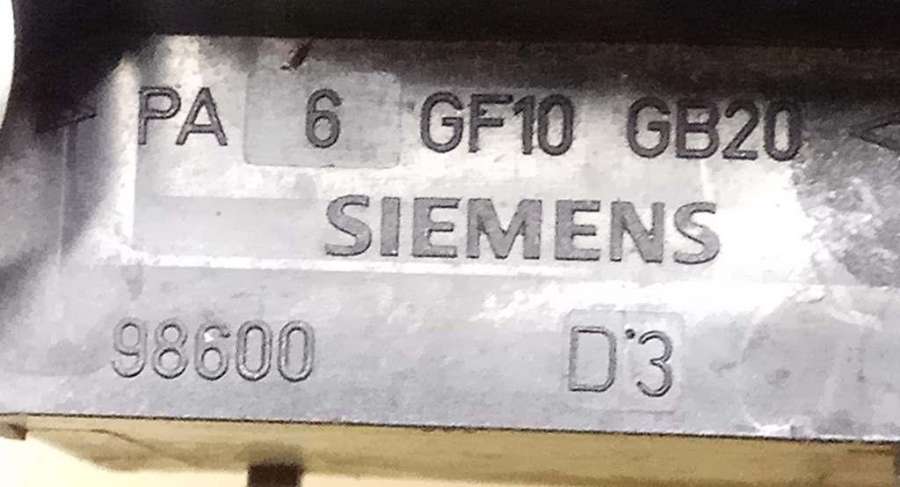 >PA 6 GF10 GB20<
SIEMENS
98600 D3